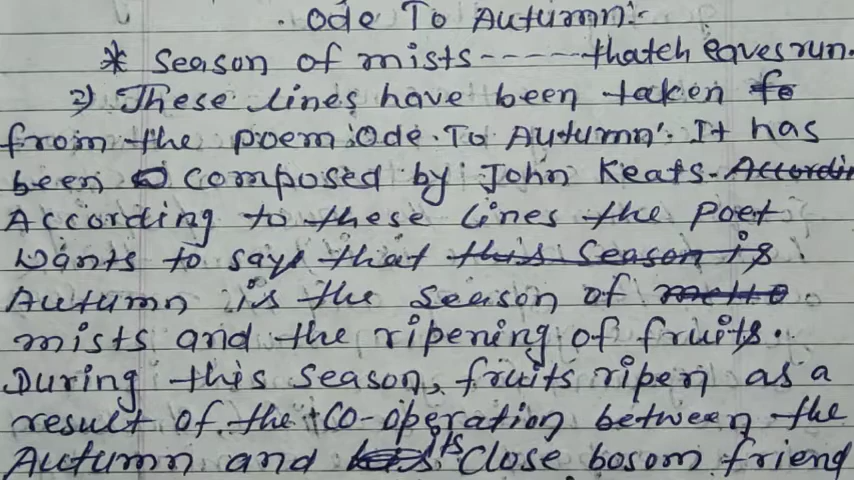 Ode To Autumn:-
* Season of mists ----- thatch eaves run.
2) These lines have been taken fo
from the poem 'Ode To Autumn'. It has
been composed by John Keats. Accordin
According to these lines the poet
wants to say that this season is
Autumn is the season of
mists and the ripening of fruits.
During this season, fruits ripen as a
result of the co-operation between the
Autumn and its close bosom friend